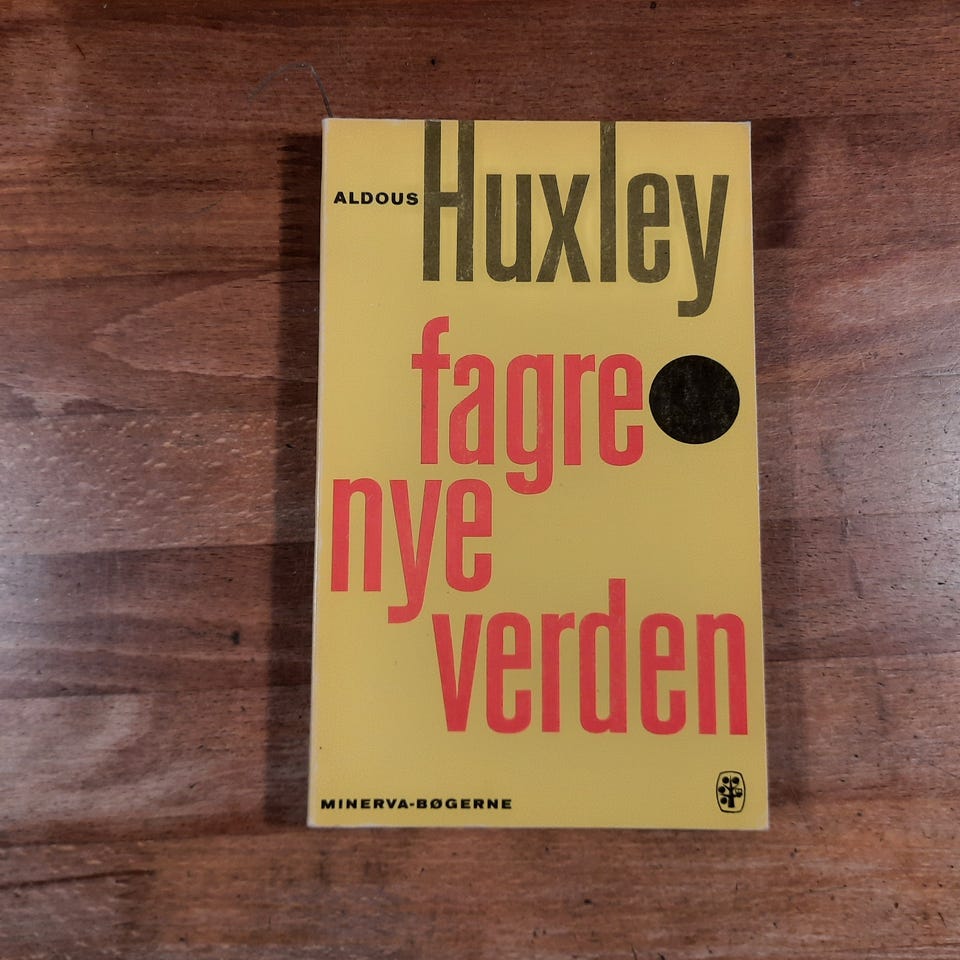 ALDOUS Huxley
fagre
nye
verden
MINERVA-BØGERNE